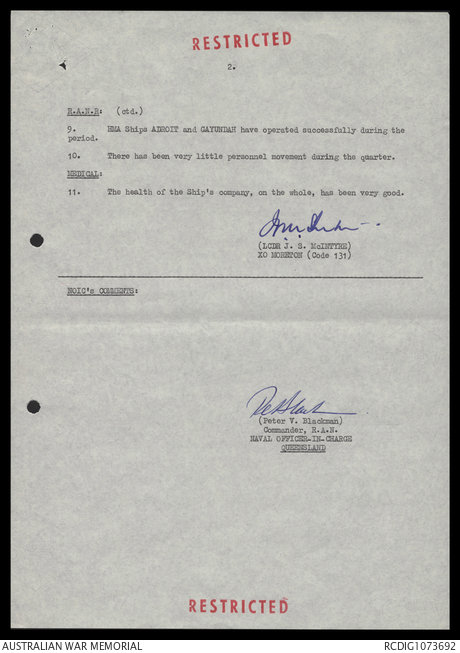 RESTRICTED
2.
R.A.N.R: (ctd.)
9. HMA Ships ADROIT and GAYUNDAH have operated successfully during the
period.
10. There has been very little personnel movement during the quarter.
MEDICAL:
11. The health of the Ship's company, on the whole, has been very good.
(LCDR J. S. McINTYRE)
XO MORETON (Code 131)
NOIC's COMMENTS:
(Peter V. Blackman)
Commander, R.A.N.
NAVAL OFFICER-IN-CHARGE
QUEENSLAND
RESTRICTED
AUSTRALIAN WAR MEMORIAL
RCDIG1073692